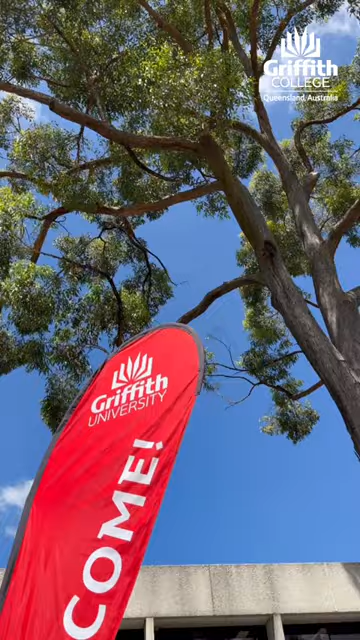 Griffith
COLLEGE
Queensland, Australia
Griffith
UNIVERSITY
COME!